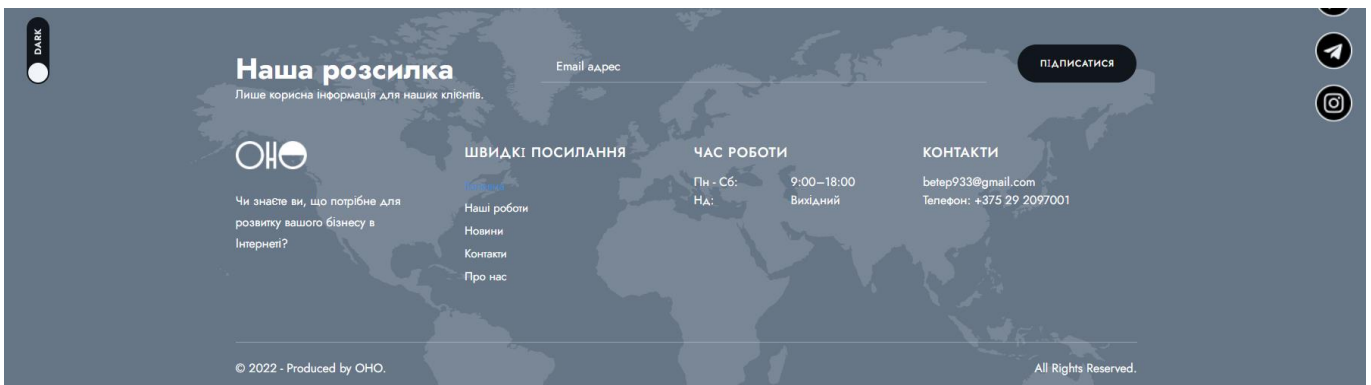 DARK
Наша розсилка
Лише корисна інформація для наших клієнтів.
Email адрес
ПІДПИСАТИСЯ
ОНО
Чи знаєте ви, що потрібне для
розвитку вашого бізнесу в
Інтернеті?
ШВИДКІ ПОСИЛАННЯ
Наші роботи
Новини
Контакти
Про нас
ЧАС РОБОТИ
Пн - Сб: 9:00–18:00
Нд: Вихідний
КОНТАКТИ
betep933@gmail.com
Телефон: +375 29 2097001
© 2022 - Produced by OHO.
All Rights Reserved.